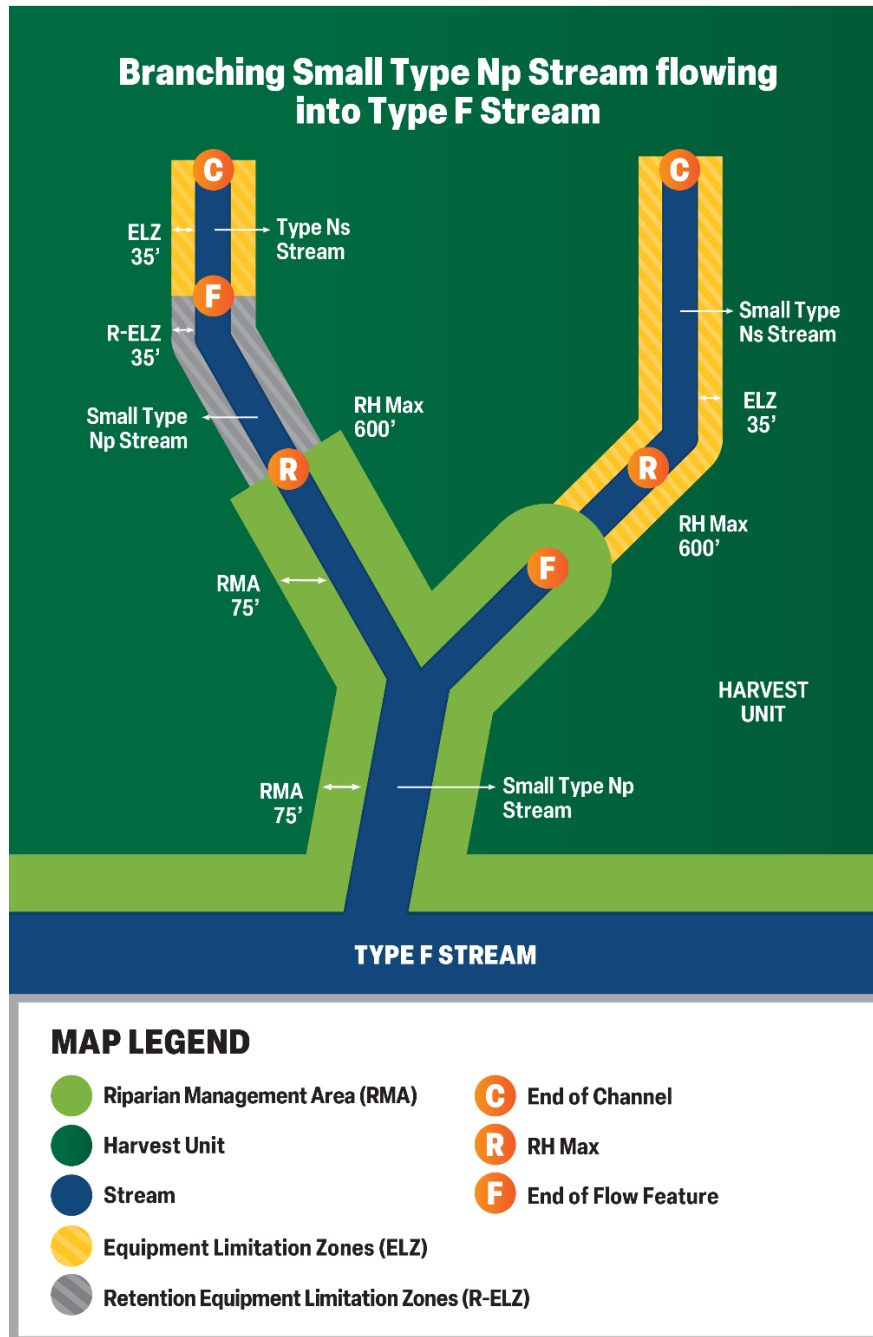 Branching Small Type Np Stream flowing
into Type F Stream
C
C
ELZ
35’
Type Ns
Stream
F
R-ELZ
35’
Small Type
Ns Stream
Small Type
Np Stream
RH Max
600’
ELZ
35’
R
R
RH Max
600’
F
RMA
75’
HARVEST
UNIT
RMA
75’
Small Type Np
Stream
TYPE F STREAM
MAP LEGEND
Riparian Management Area (RMA)
Harvest Unit
Stream
Equipment Limitation Zones (ELZ)
Retention Equipment Limitation Zones (R-ELZ)
C End of Channel
R RH Max
F End of Flow Feature